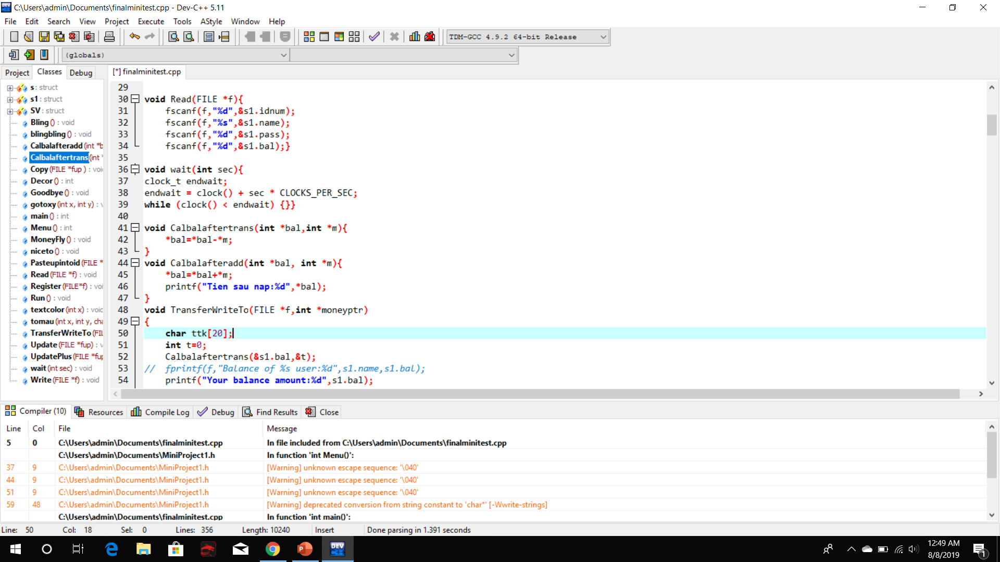 C:\Users\admin\Documents\finalminitest.cpp - Dev-C++ 5.11
File Edit Search View Project Execute Tools AStyle Window Help
TDM-GCC 4.9.2 64-bit Release
(globals)
Project Classes Debug
[*] finalminitest.cpp
s : struct
s1 : struct
SV : struct
Bling () : void
blingbling () : void
Calbalafteradd (int *b
Calbalaftertrans (int *
Copy (FILE *fup ) : voi
Decor () : int
Goodbye () : void
gotoxy (int x, int y) : v
main () : int
Menu () : int
MoneyFly () : void
niceto () : void
Pasteupintoid (FILE *
Read (FILE *f) : void
Register (FILE*f) : voi
Run () : void
textcolor (int x) : voic
tomau (int x, int y, cha
TransferWriteTo (FIL
Update (FILE *fup) : v
UpdatePlus (FILE *fup
wait (int sec) : void
Write (FILE *f) : void
29
30 void Read(FILE *f){
31 fscanf(f,"%d",&s1.idnum);
32 fscanf(f,"%s",&s1.name);
33 fscanf(f,"%d",&s1.pass);
34 fscanf(f,"%d",&s1.bal);}
35
36 void wait(int sec){
37 clock_t endwait;
38 endwait = clock() + sec * CLOCKS_PER_SEC;
39 while (clock() < endwait) {}}
40
41 void Calbalaftertrans(int *bal,int *m){
42 *bal=*bal-*m;
43 }
44 void Calbalafteradd(int *bal, int *m){
45 *bal=*bal+*m;
46 printf("Tien sau nap:%d",*bal);
47 }
48 void TransferWriteTo(FILE *f,int *moneyptr)
49 {
50 char ttk[20];
51 int t=0;
52 Calbalaftertrans(&s1.bal,&t);
53 // fprintf(f,"Balance of %s user:%d",s1.name,s1.bal);
54 printf("Your balance amount:%d",s1.bal);
Compiler (10) Resources Compile Log Debug Find Results Close
Line Col File Message
5 0 C:\Users\admin\Documents\finalminitest.cpp In file included from C:\Users\admin\Documents\finalminitest.cpp
C:\Users\admin\Documents\MiniProject1.h In function 'int Menu()':
37 9 C:\Users\admin\Documents\MiniProject1.h [Warning] unknown escape sequence: '\040'
44 9 C:\Users\admin\Documents\MiniProject1.h [Warning] unknown escape sequence: '\040'
51 9 C:\Users\admin\Documents\MiniProject1.h [Warning] unknown escape sequence: '\040'
59 48 C:\Users\admin\Documents\MiniProject1.h [Warning] deprecated conversion from string constant to 'char*' [-Wwrite-strings]
C:\Users\admin\Documents\finalminitest.cpp In function 'int main()':
Line: 50 Col: 18 Sel: 0 Lines: 356 Length: 10240 Insert Done parsing in 1.391 seconds
DEV C++
12:49 AM
8/8/2019
1